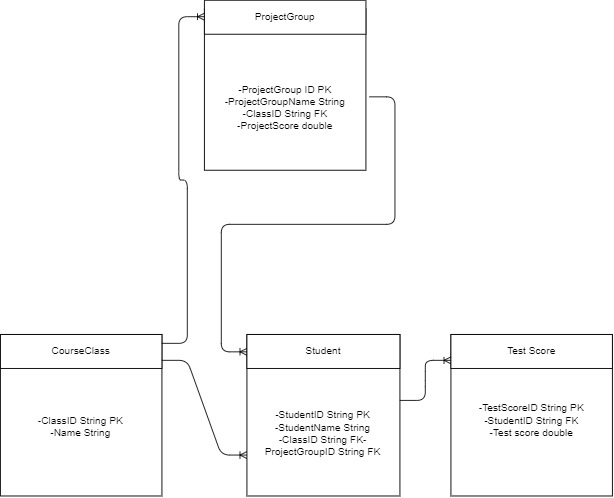 ProjectGroup
-ProjectGroup ID PK
-ProjectGroupName String
-ClassID String FK
-ProjectScore double
CourseClass
-ClassID String PK
-Name String
Student
-StudentID String PK
-StudentName String
-ClassID String FK-
ProjectGroupID String FK
Test Score
-TestScoreID String PK
-StudentID String FK
-Test score double